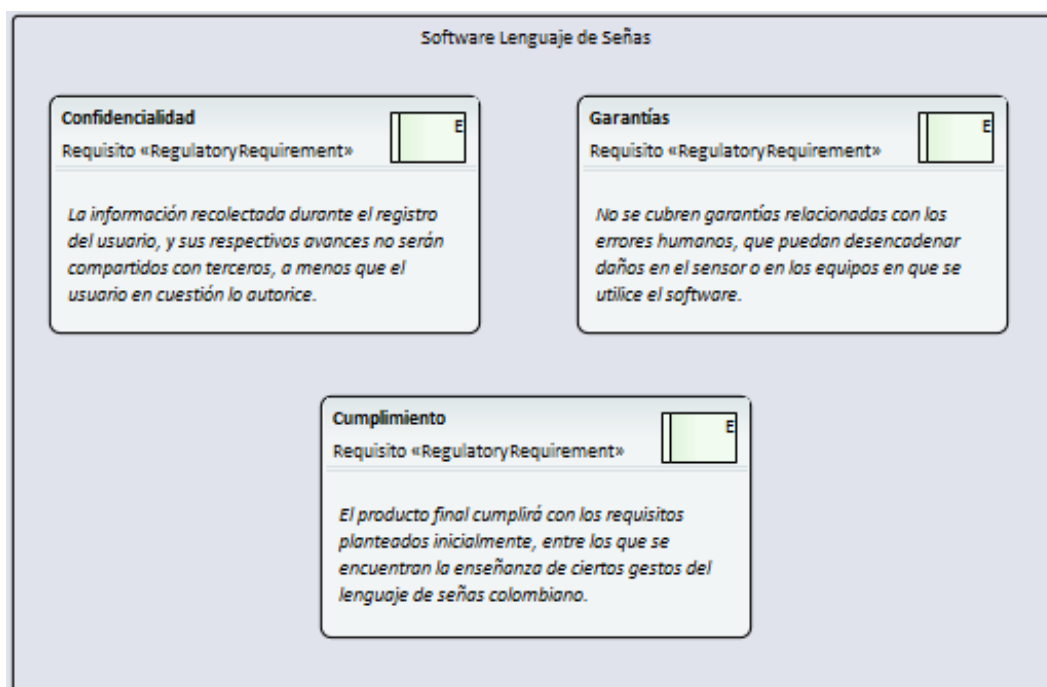 Software Lenguaje de Señas
Confidencialidad
E
Requisito «RegulatoryRequirement»
La información recolectada durante el registro
del usuario, y sus respectivos avances no serán
compartidos con terceros, a menos que el
usuario en cuestión lo autorice.
Garantías
E
Requisito «RegulatoryRequirement»
No se cubren garantías relacionadas con los
errores humanos, que puedan desencadenar
daños en el sensor o en los equipos en que se
utilice el software.
Cumplimiento
E
Requisito «RegulatoryRequirement»
El producto final cumplirá con los requisitos
planteados inicialmente, entre los que se
encuentran la enseñanza de ciertos gestos del
lenguaje de señas colombiano.